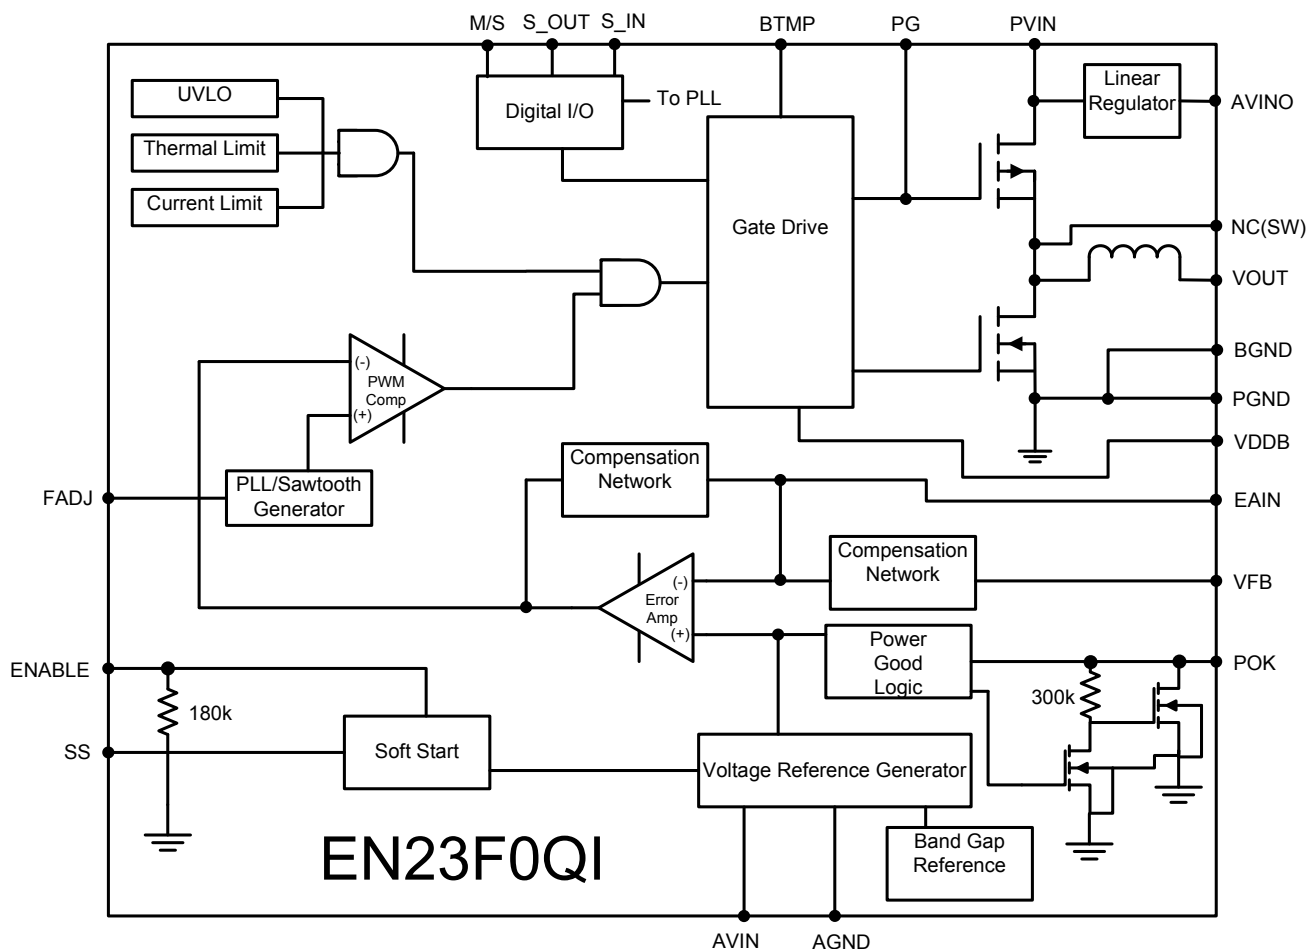 M/S
S_OUT
S_IN
BTMP
PG
PVIN
UVLO
Thermal Limit
Current Limit
Digital I/O
To PLL
Linear
Regulator
AVINO
Gate Drive
NC(SW)
VOUT
BGND
PGND
VDDB
(-)
PWM
Comp
(+)
FADJ
PLL/Sawtooth
Generator
Compensation
Network
EAIN
Compensation
Network
VFB
(-)
Error
Amp
(+)
Power
Good
Logic
POK
300k
ENABLE
180k
SS
Soft Start
Voltage Reference Generator
Band Gap
Reference
EN23F0QI
AVIN
AGND